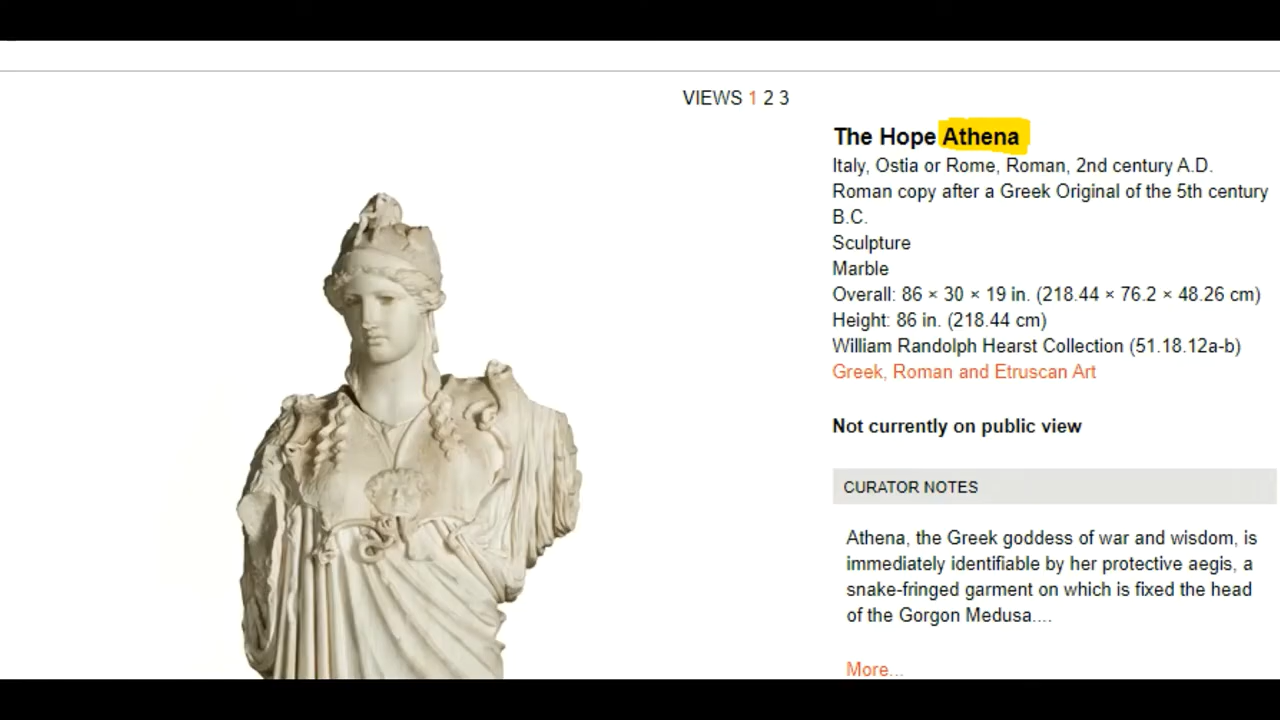 VIEWS 1 2 3
The Hope Athena
Italy, Ostia or Rome, Roman, 2nd century A.D.
Roman copy after a Greek Original of the 5th century
B.C.
Sculpture
Marble
Overall: 86 × 30 × 19 in. (218.44 × 76.2 × 48.26 cm)
Height: 86 in. (218.44 cm)
William Randolph Hearst Collection (51.18.12a-b)
Greek, Roman and Etruscan Art
Not currently on public view
CURATOR NOTES
Athena, the Greek goddess of war and wisdom, is
immediately identifiable by her protective aegis, a
snake-fringed garment on which is fixed the head
of the Gorgon Medusa....
More...